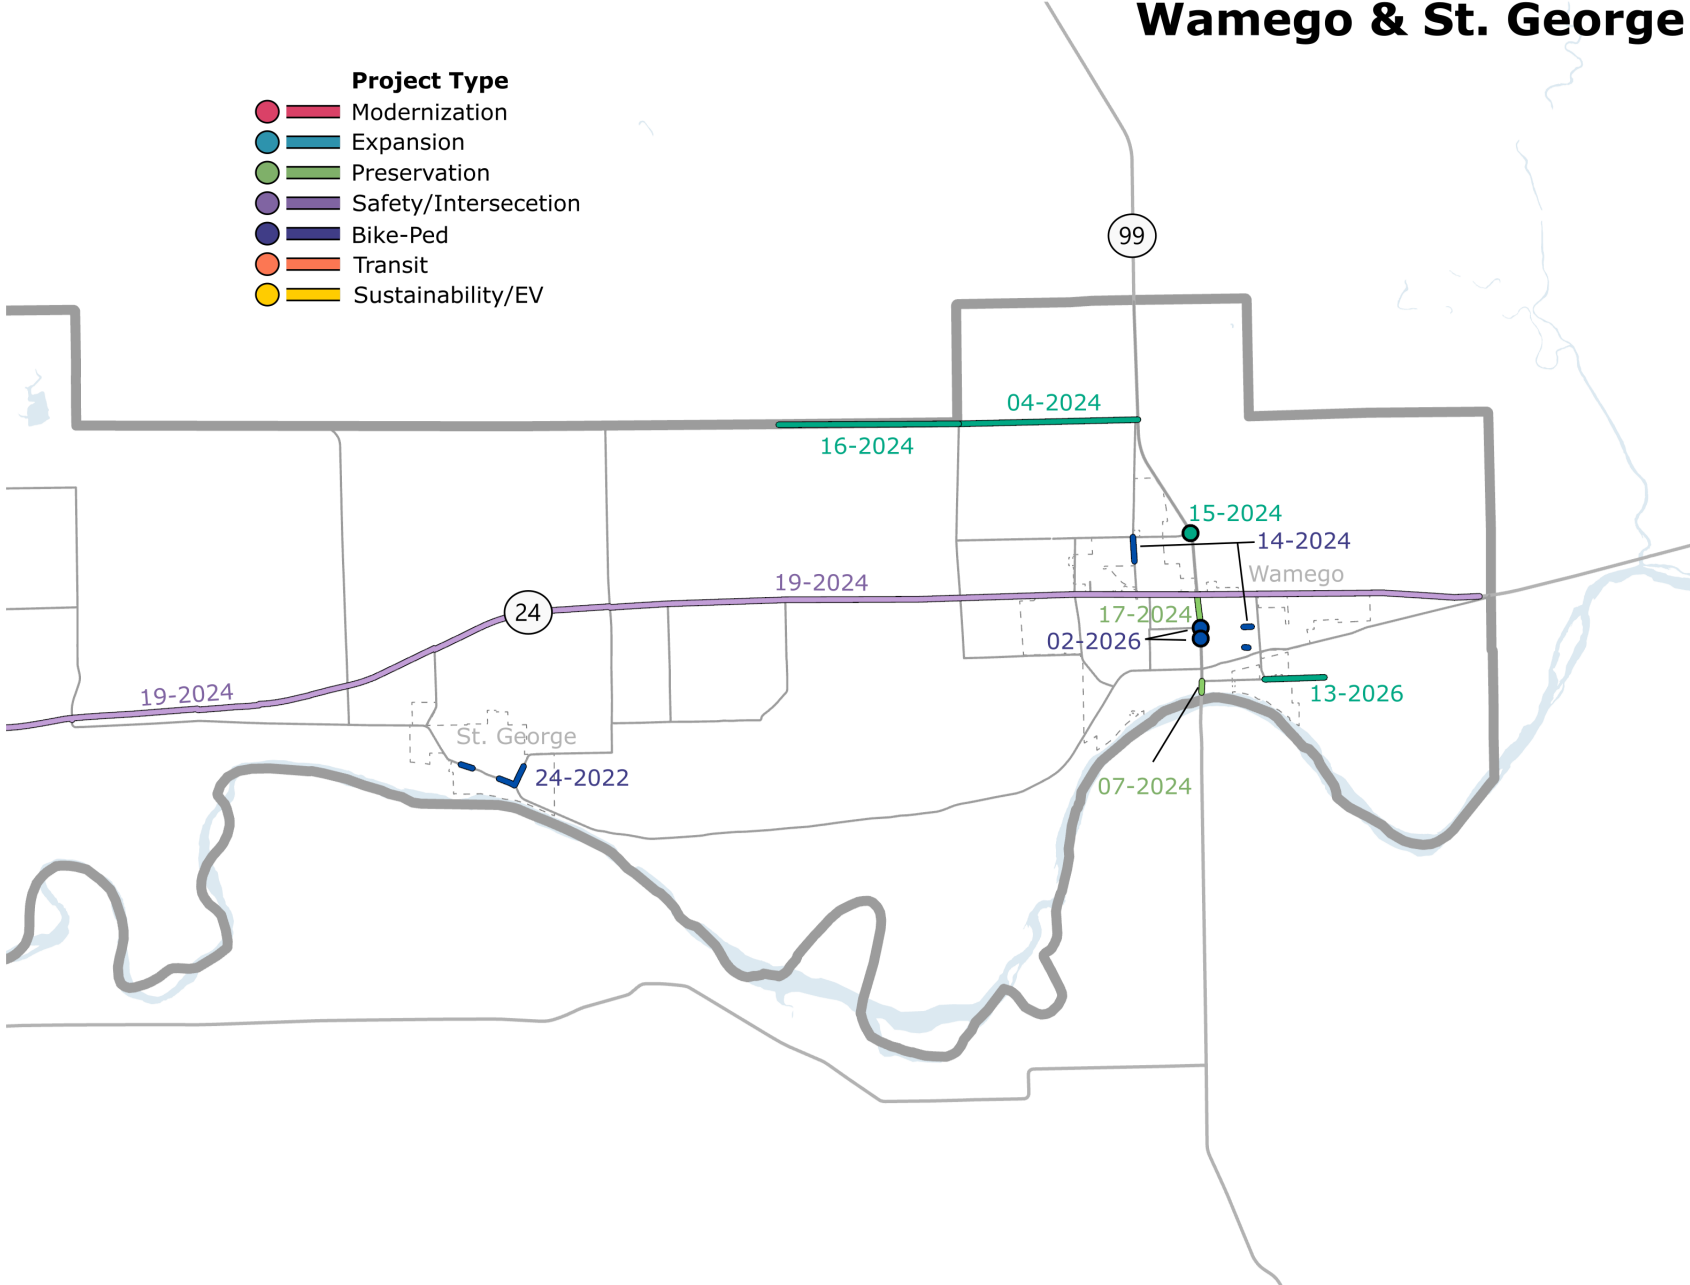 Wamego & St. George
Project Type
Modernization
Expansion
Preservation
Safety/Intersecetion
Bike-Ped
Transit
Sustainability/EV
99
04-2024
16-2024
15-2024
14-2024
Wamego
19-2024
24
17-2024
02-2026
19-2024
13-2026
St. George
24-2022
07-2024